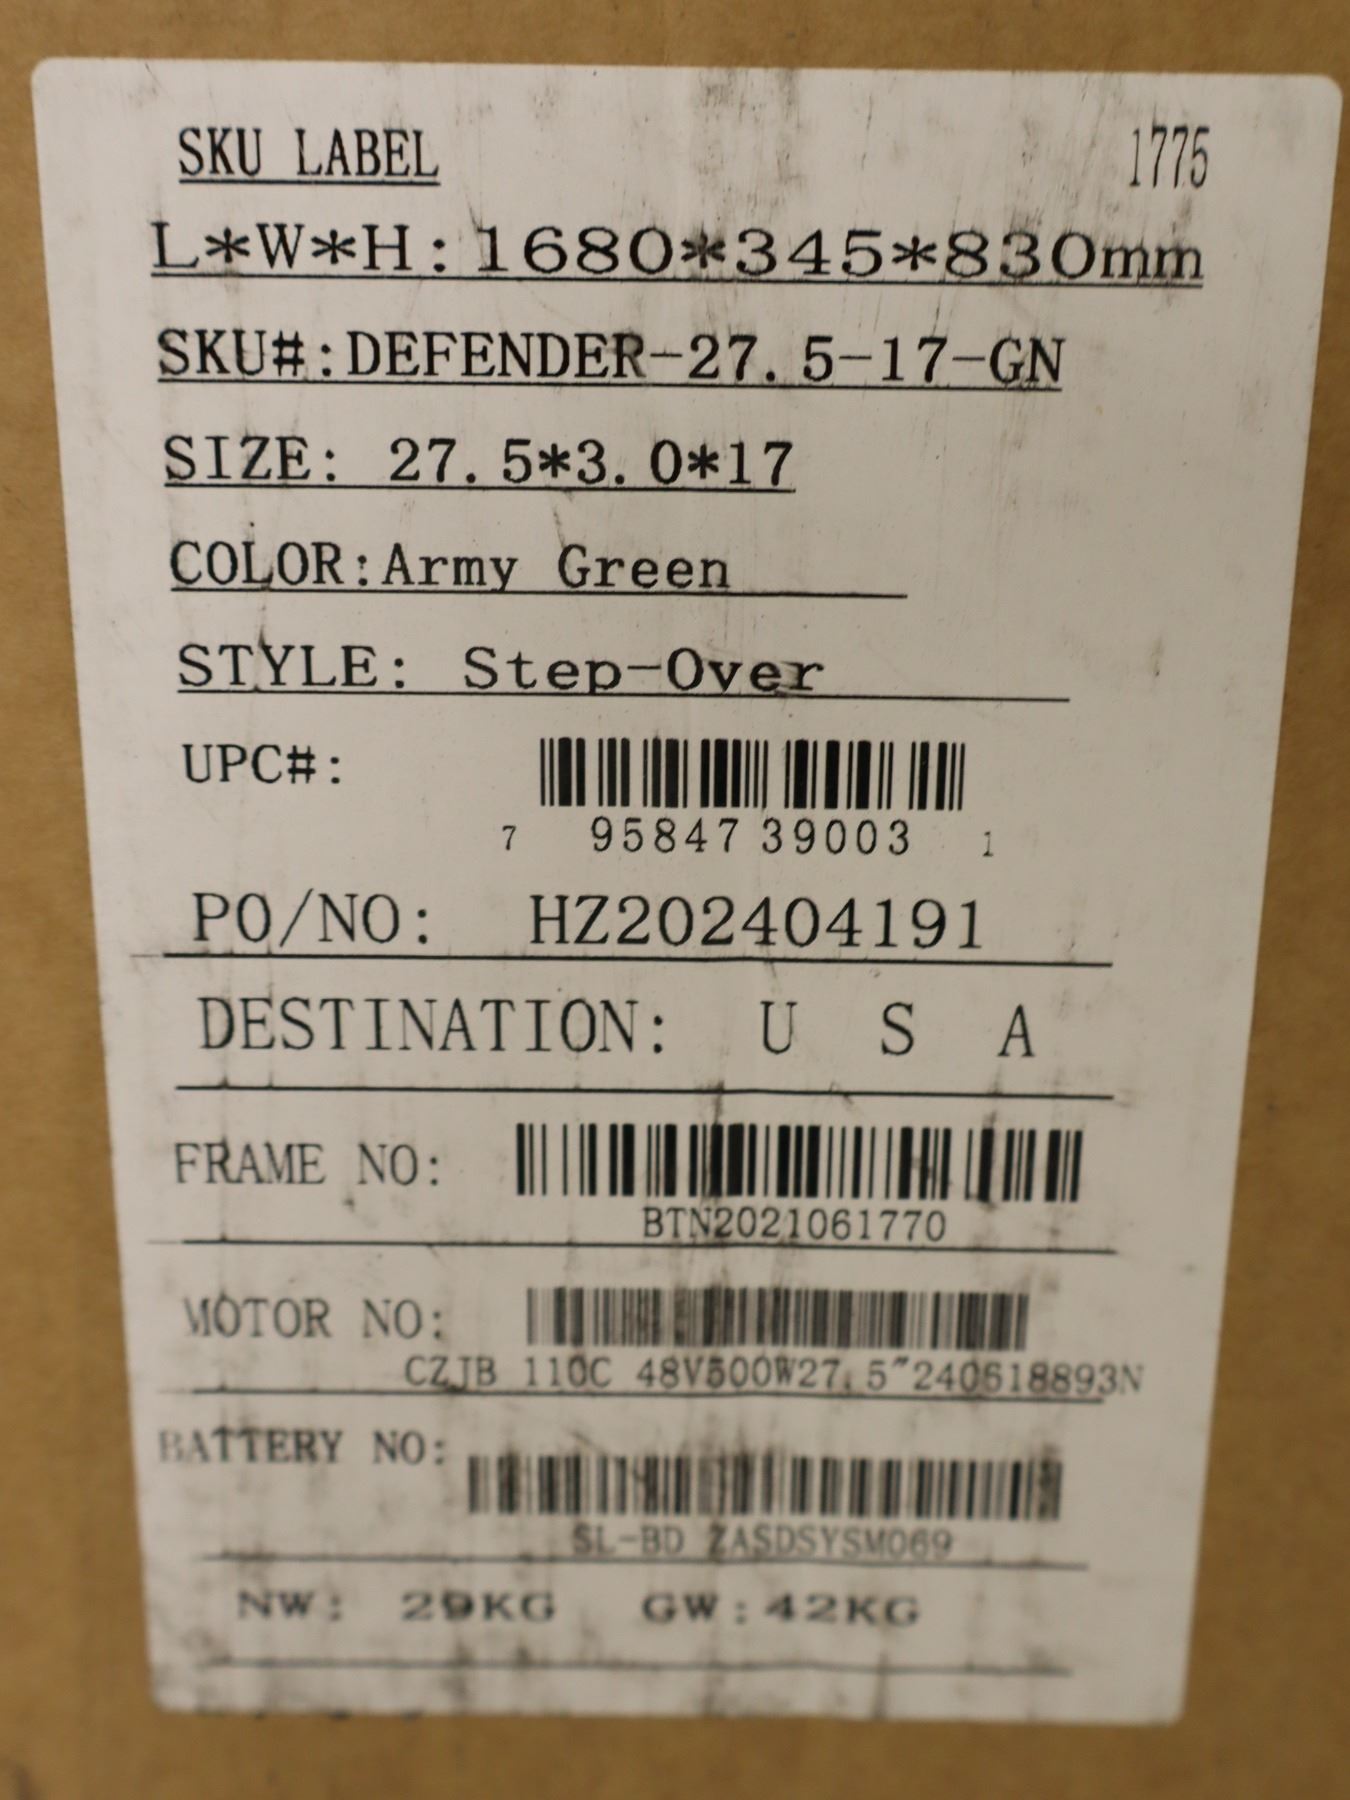 SKU LABEL 1775
L*W*H:1680*345*830mm
SKU#:DEFENDER-27.5-17-GN
SIZE: 27.5*3.0*17
COLOR:Army Green
STYLE: Step-Over
UPC#:
7 95847 39003 1
PO/NO: HZ202404191
DESTINATION: U S A
FRAME NO:
BTN2021061770
MOTOR NO:
CZJB 110C 48V500W27.5"240618893N
BATTERY NO:
SL-BD ZASDSYSM069
NW: 29KG GW:42KG